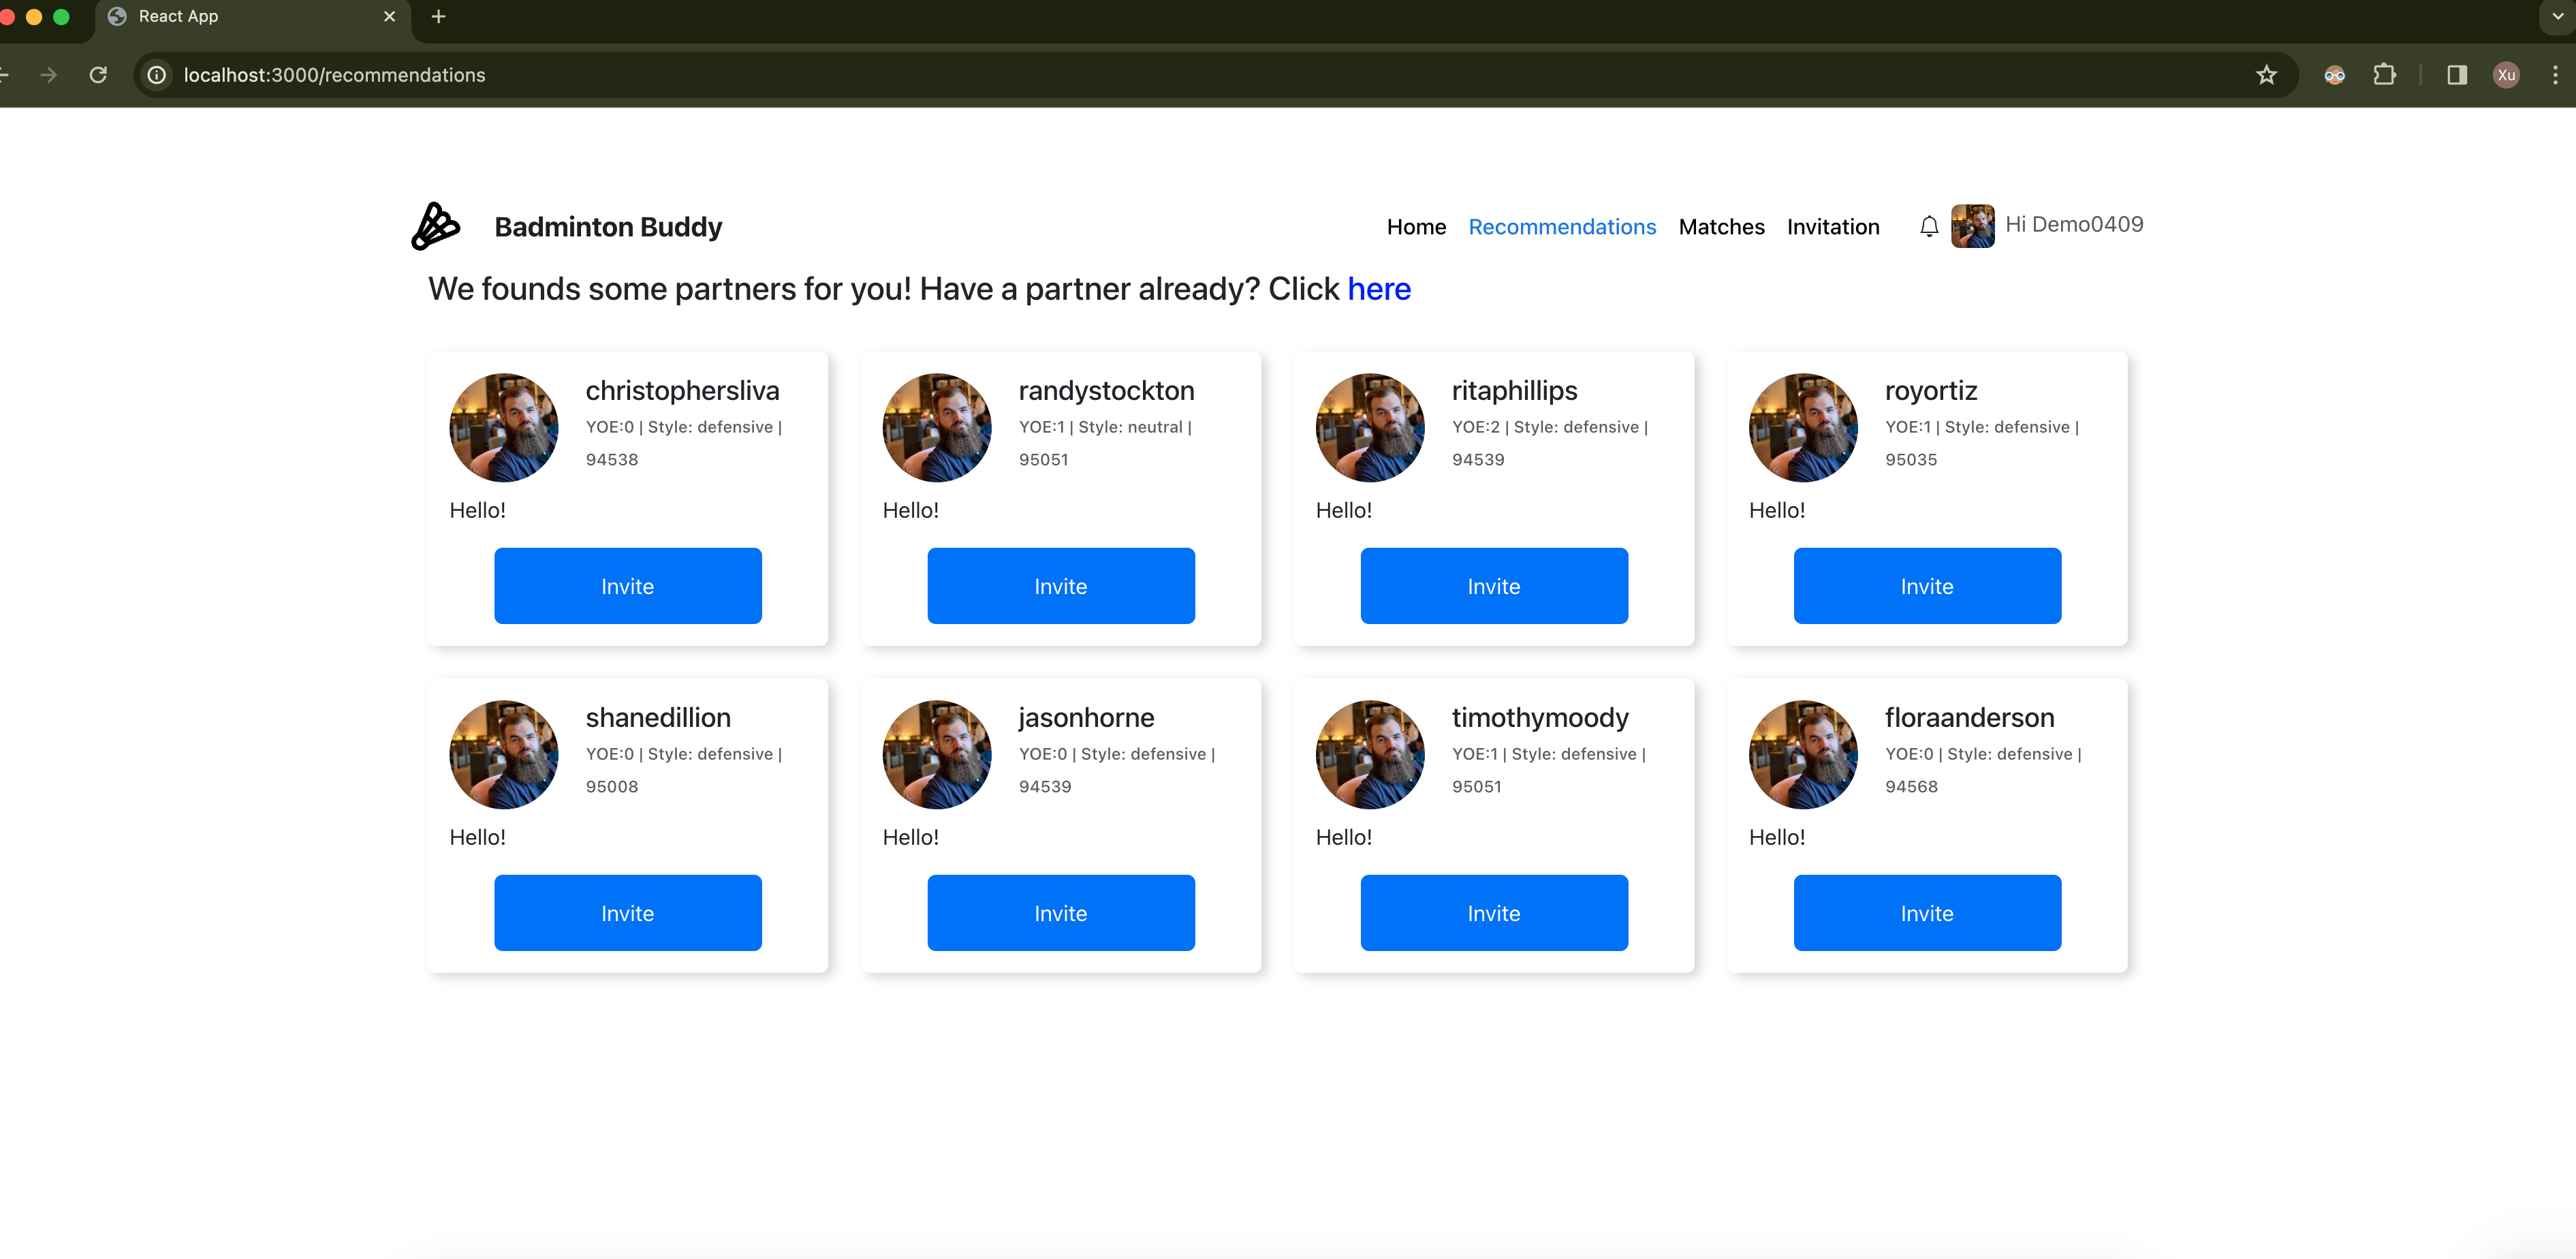 React App
localhost:3000/recommendations
Xu
Badminton Buddy
Home Recommendations Matches Invitation Hi Demo0409
We founds some partners for you! Have a partner already? Click here
christophersliva
YOE:0 | Style: defensive |
94538
Hello!
Invite
randystockton
YOE:1 | Style: neutral |
95051
Hello!
Invite
ritaphillips
YOE:2 | Style: defensive |
94539
Hello!
Invite
royortiz
YOE:1 | Style: defensive |
95035
Hello!
Invite
shanedillion
YOE:0 | Style: defensive |
95008
Hello!
Invite
jasonhorne
YOE:0 | Style: defensive |
94539
Hello!
Invite
timothymoody
YOE:1 | Style: defensive |
95051
Hello!
Invite
floraanderson
YOE:0 | Style: defensive |
94568
Hello!
Invite